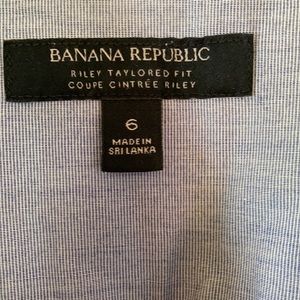 BANANA REPUBLIC
RILEY TAYLORED FIT
COUPE CINTRÉE RILEY
6
MADE IN
SRI LANKA